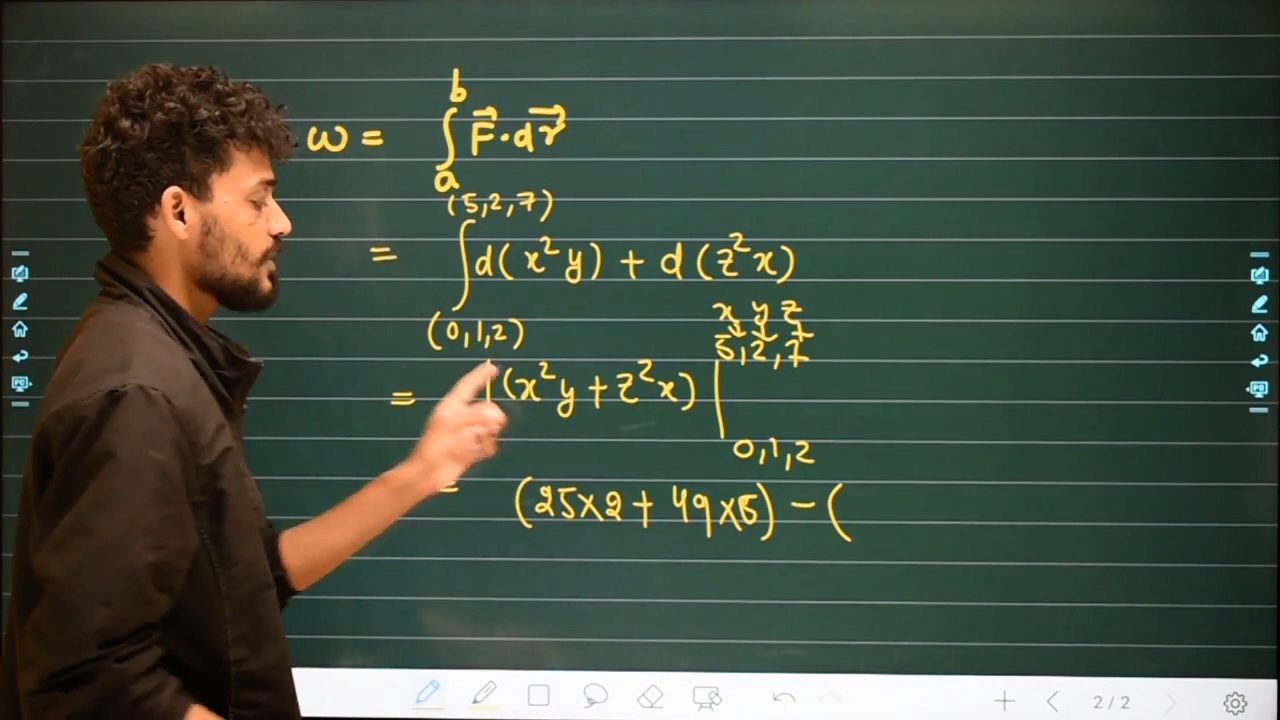 ω = ∫ₐᵇ F⃗·dr⃗
(5,2,7)
= ∫d(x²y) + d(z²x)
(0,1,2)
x y z
5,2,7
= |(x²y + z²x)|
0,1,2
= (25×2 + 49×5) − (
2/2